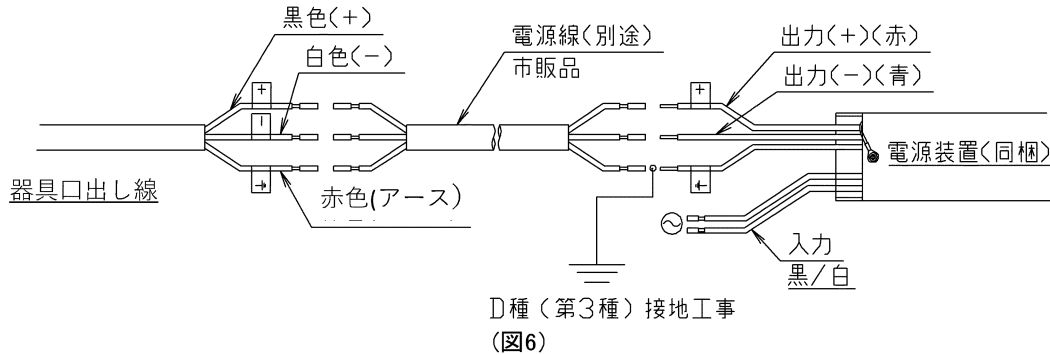 黒色(+)
白色(-)
電源線(別途)
市販品
出力(+)(赤)
出力(-)(青)
+
-
+
電源装置(同梱)
器具口出し線
赤色(アース)
入力
黒/白
D種(第3種)接地工事
(図6)